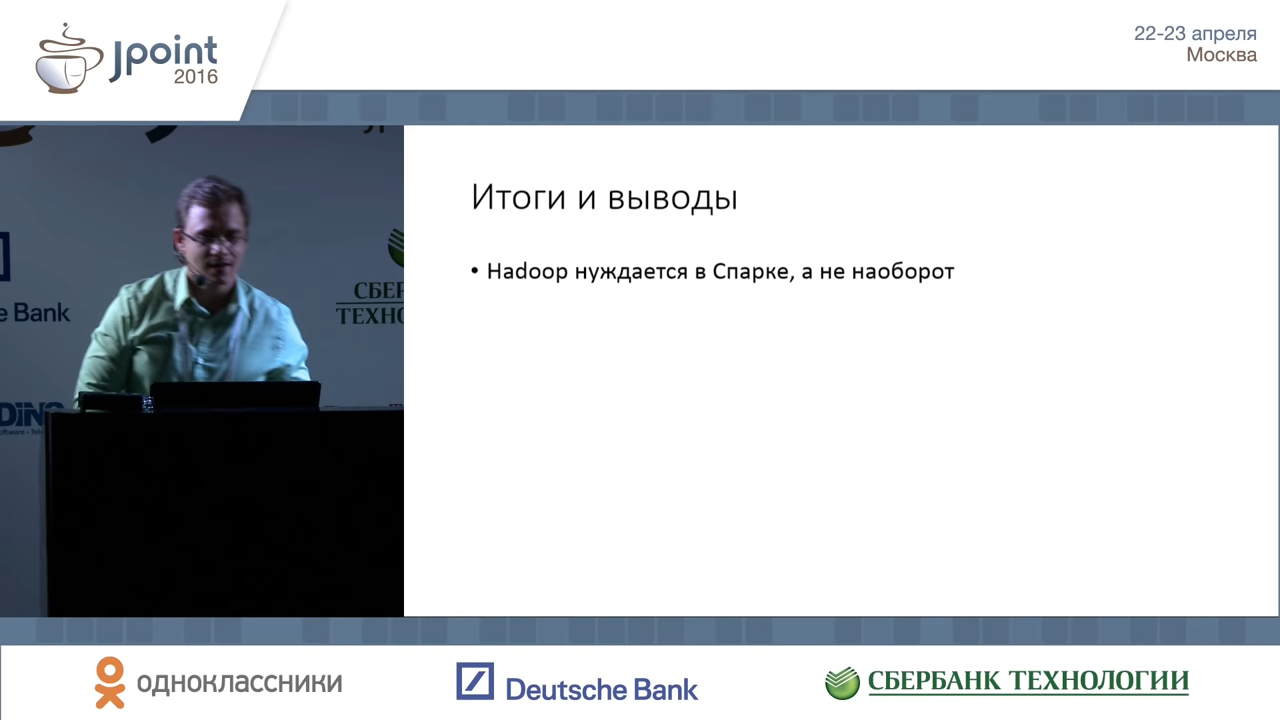 Jpoint
2016
22-23 апреля
Москва
Итоги и выводы
• Hadoop нуждается в Спарке, а не наоборот
e Bank
СБЕР
ТЕХНО
DINS
одноклассники
Deutsche Bank
СБЕРБАНК ТЕХНОЛОГИИ